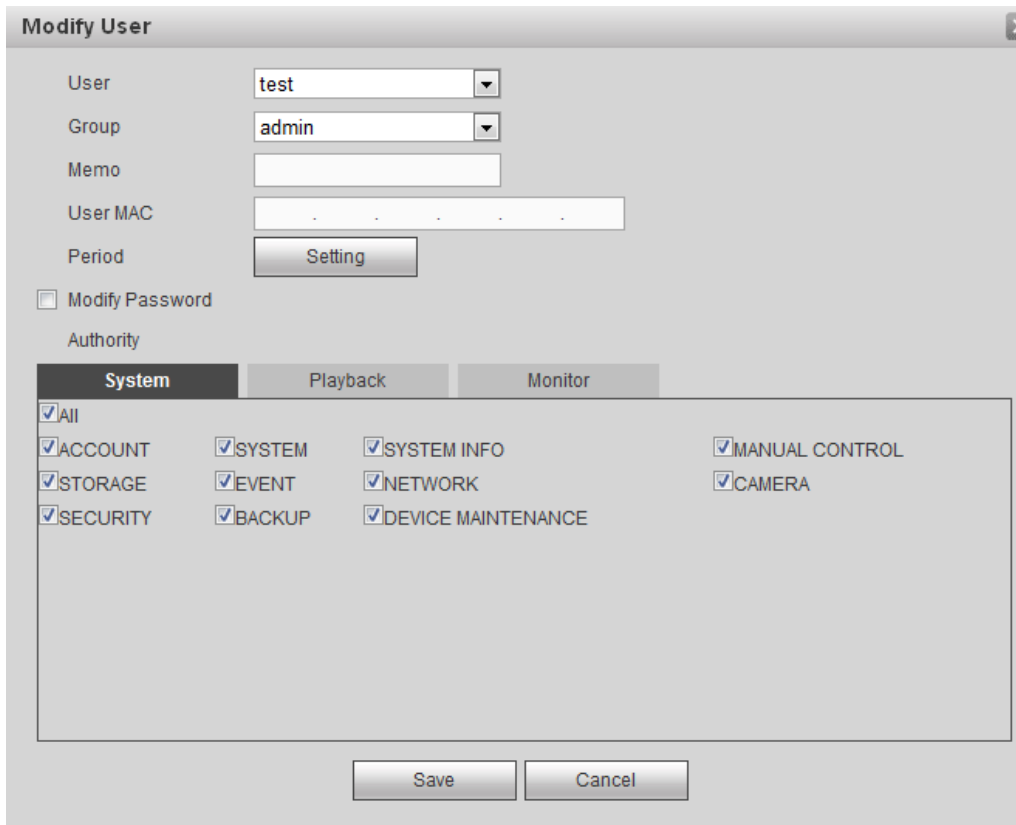 Modify User
User test
Group admin
Memo
User MAC . . . . .
Period Setting
Modify Password
Authority
System Playback Monitor
All
ACCOUNT SYSTEM SYSTEM INFO MANUAL CONTROL
STORAGE EVENT NETWORK CAMERA
SECURITY BACKUP DEVICE MAINTENANCE
Save Cancel